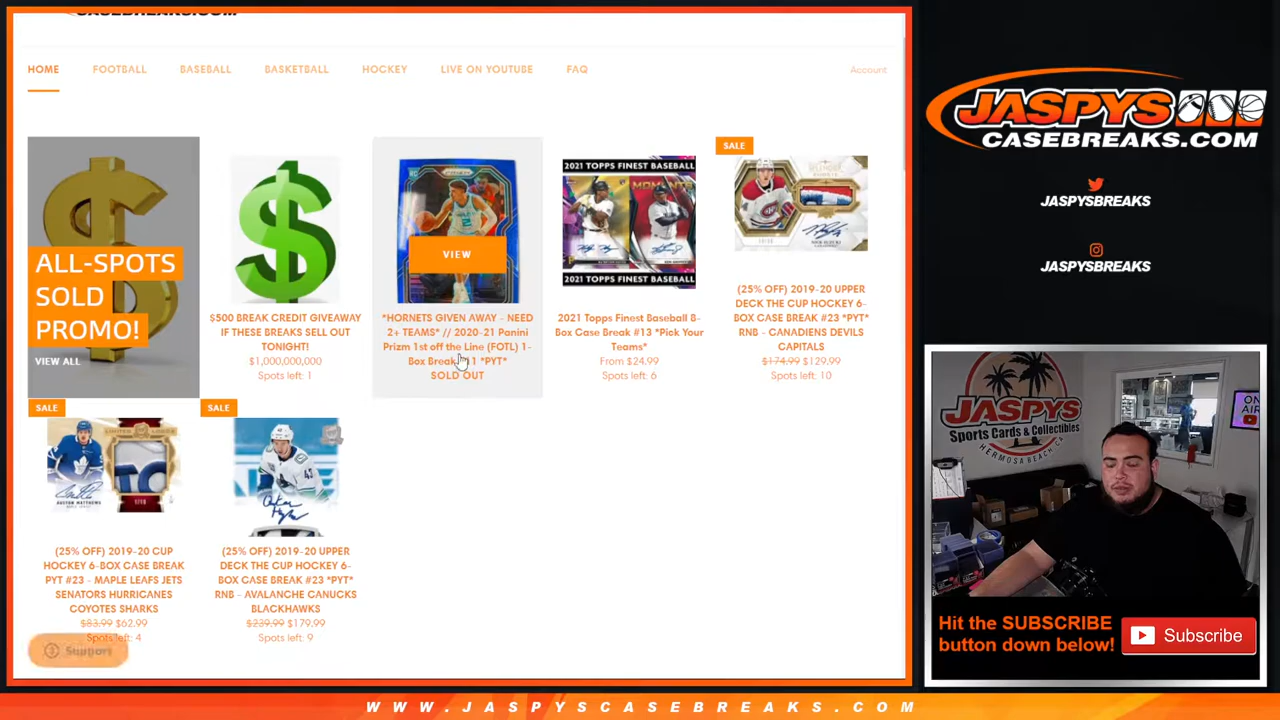 CASEBREAKS.COM
HOME FOOTBALL BASEBALL BASKETBALL HOCKEY LIVE ON YOUTUBE FAQ Account
ALL-SPOTS
SOLD
PROMO!
VIEW ALL
$500 BREAK CREDIT GIVEAWAY
IF THESE BREAKS SELL OUT
TONIGHT!
$1,000,000,000
Spots left: 1
VIEW
*HORNETS GIVEN AWAY - NEED
2+ TEAMS* // 2020-21 Panini
Prizm 1st off the Line (FOTL) 1-
Box Break 1 *PYT*
SOLD OUT
2021 TOPPS FINEST BASEBALL
MOMENTS
2021 TOPPS FINEST BASEBALL
2021 Topps Finest Baseball 8-
Box Case Break #13 *Pick Your
Teams*
From $24.99
Spots left: 6
SALE
(25% OFF) 2019-20 UPPER
DECK THE CUP HOCKEY 6-
BOX CASE BREAK #23 *PYT*
RNB - CANADIENS DEVILS
CAPITALS
$174.99 $129.99
Spots left: 10
SALE
(25% OFF) 2019-20 CUP
HOCKEY 6-BOX CASE BREAK
PYT #23 - MAPLE LEAFS JETS
SENATORS HURRICANES
COYOTES SHARKS
$83.99 $62.99
Spots left: 4
SALE
(25% OFF) 2019-20 UPPER
DECK THE CUP HOCKEY 6-
BOX CASE BREAK #23 *PYT*
RNB - AVALANCHE CANUCKS
BLACKHAWKS
$239.99 $179.99
Spots left: 9
Support
JASPYS
CASEBREAKS.COM
JASPYSBREAKS
JASPYSBREAKS
JASPYS
Sports Cards & Collectibles
HERMOSA BEACH, CA
ON
AIR
Hit the SUBSCRIBE
button down below!
Subscribe
WWW.JASPYSCASEBREAKS.COM